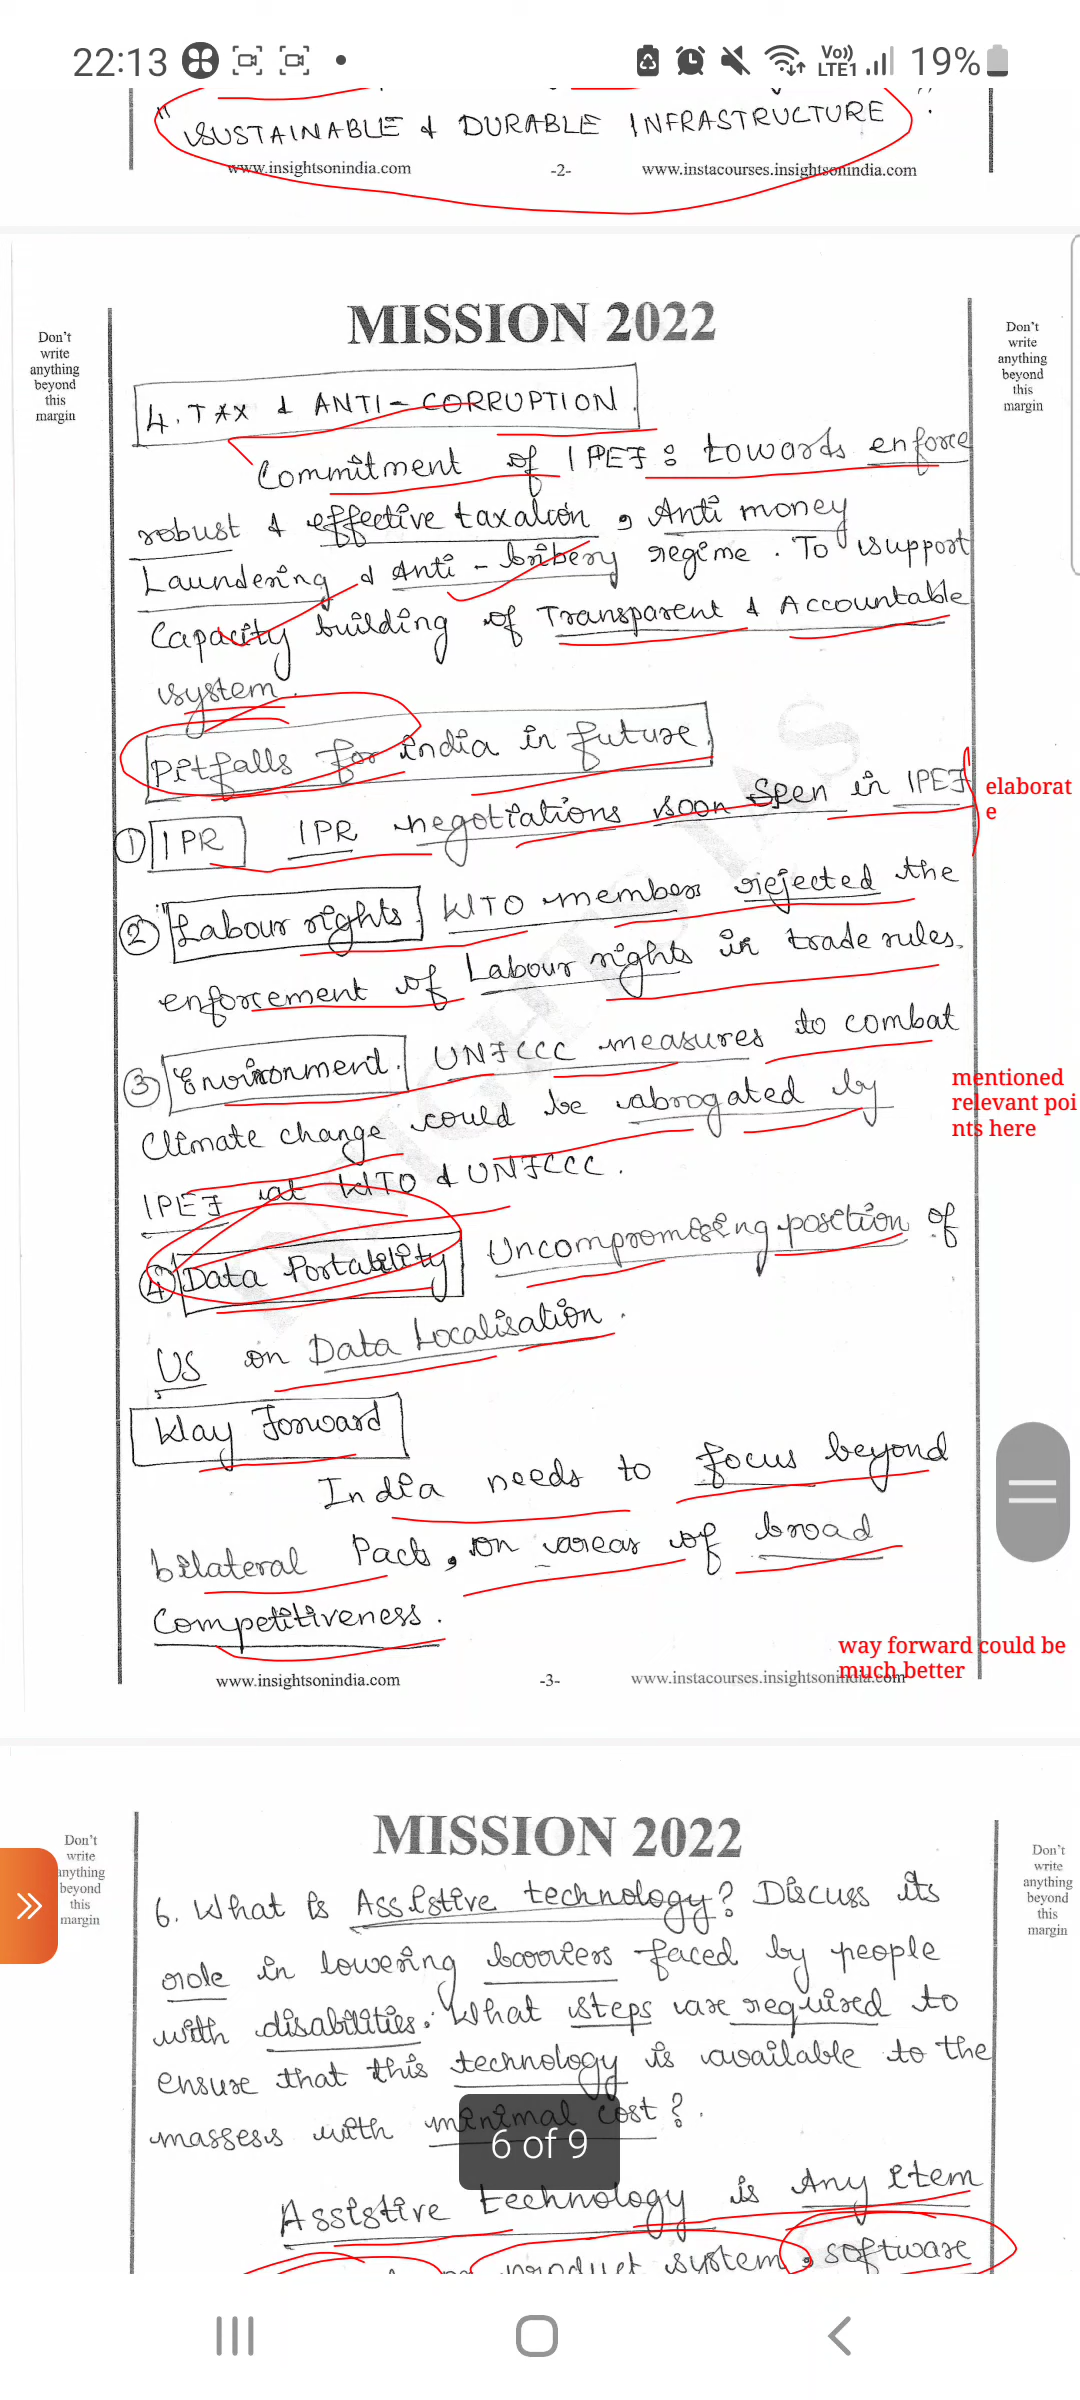 22:13
Vo))
LTE1
19%
"SUSTAINABLE & DURABLE INFRASTRUCTURE".
www.insightsonindia.com -2- www.instacourses.insightsonindia.com
MISSION 2022
Don't
write
anything
beyond
this
margin
Don't
write
anything
beyond
this
margin
4. TAX & ANTI-CORRUPTION.
Commitment of IPEF: towards enforce
robust & effective taxation, Anti money
Laundering & Anti-bribery regime. To support
Capacity building of Transparent & Accountable
system.
Pitfalls for india in future.
① IPR IPR negotiations soon seen in IPEF
elaborat
e
② "Labour rights. WTO members rejected the
enforcement of Labour rights in trade rules.
③ Environment. UNFCCC measures to combat
Climate change could be abrogated by
mentioned
relevant poi
nts here
IPEF at WTO & UNFCCC.
④ Data Portability Uncompromising position of
US on Data Localisation.
Way Forward
India needs to focus beyond
bilateral Pacts, on areas of broad
Competitiveness.
way forward could be
much better
www.insightsonindia.com -3- www.instacourses.insightsonindia.com
MISSION 2022
Don't
write
anything
beyond
this
margin
Don't
write
anything
beyond
this
margin
6. What is Assistive technology? Discuss its
role in lowering barriers faced by people
with disabilities. What steps are required to
ensure that this technology is available to the
massess with minimal cost?.
6 of 9
Assistive technology is Any item
product system, software